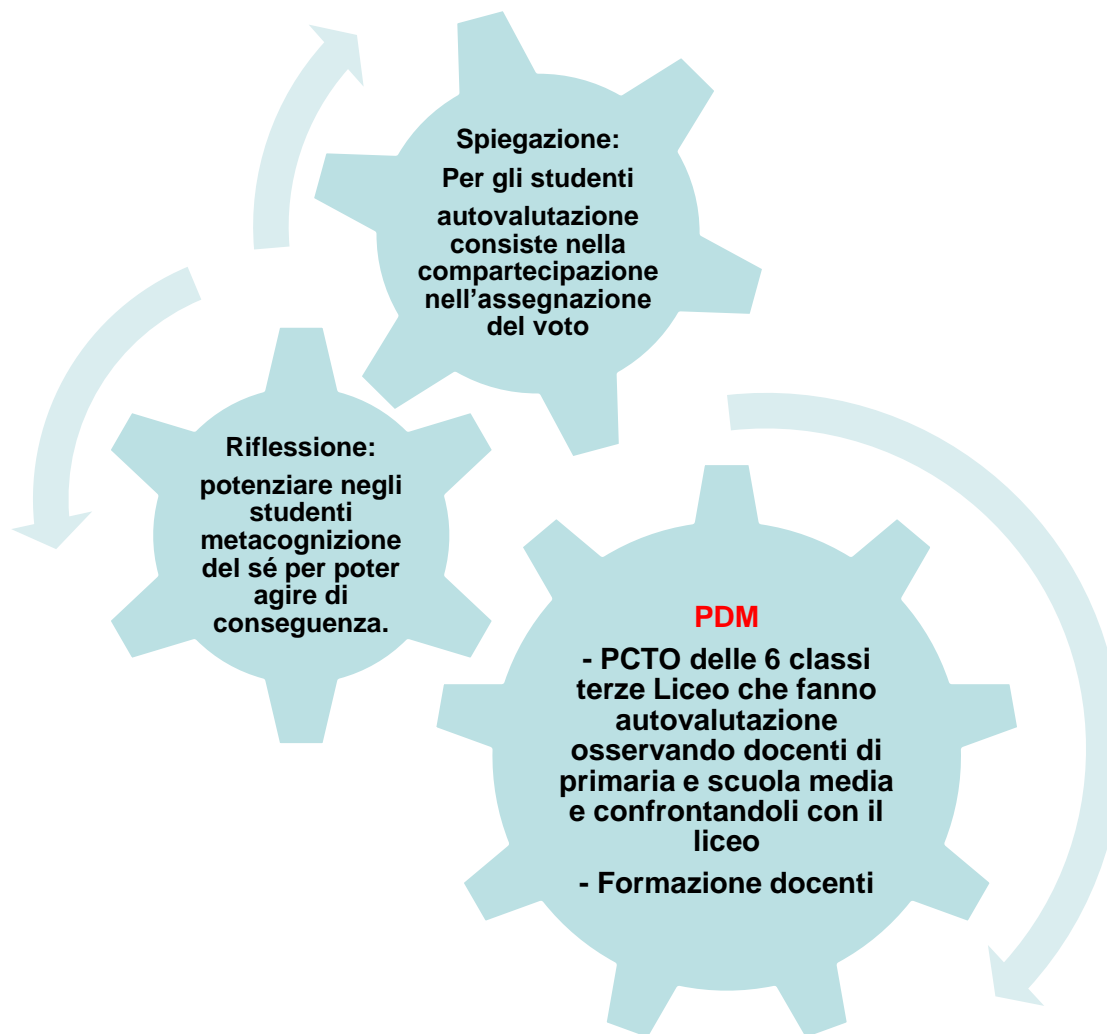 Spiegazione:
Per gli studenti
autovalutazione
consiste nella
compartecipazione
nell’assegnazione
del voto
Riflessione:
potenziare negli
studenti
metacognizione
del sé per poter
agire di
conseguenza.
PDM
- PCTO delle 6 classi
terze Liceo che fanno
autovalutazione
osservando docenti di
primaria e scuola media
e confrontandoli con il
liceo
- Formazione docenti